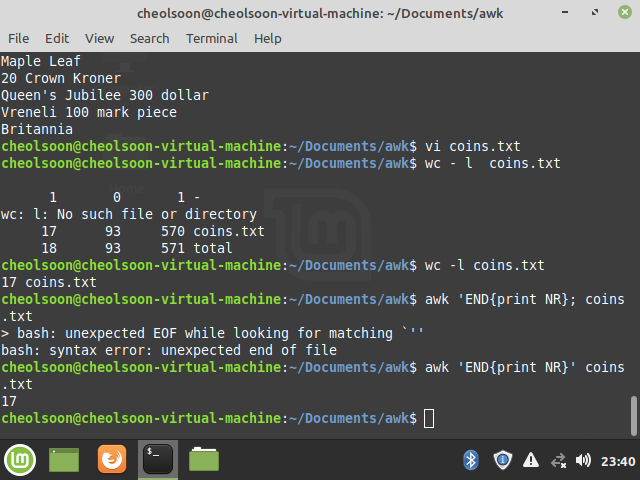 cheolsoon@cheolsoon-virtual-machine: ~/Documents/awk
File Edit View Search Terminal Help
Maple Leaf
20 Crown Kroner
Queen's Jubilee 300 dollar
Vreneli 100 mark piece
Britannia
cheolsoon@cheolsoon-virtual-machine:~/Documents/awk$ vi coins.txt
cheolsoon@cheolsoon-virtual-machine:~/Documents/awk$ wc - l  coins.txt
1       0       1 -
wc: l: No such file or directory
17      93     570 coins.txt
18      93     571 total
cheolsoon@cheolsoon-virtual-machine:~/Documents/awk$ wc -l coins.txt
17 coins.txt
cheolsoon@cheolsoon-virtual-machine:~/Documents/awk$ awk 'END{print NR}; coins
.txt
> bash: unexpected EOF while looking for matching `''
bash: syntax error: unexpected end of file
cheolsoon@cheolsoon-virtual-machine:~/Documents/awk$ awk 'END{print NR}' coins
.txt
17
cheolsoon@cheolsoon-virtual-machine:~/Documents/awk$
23:40